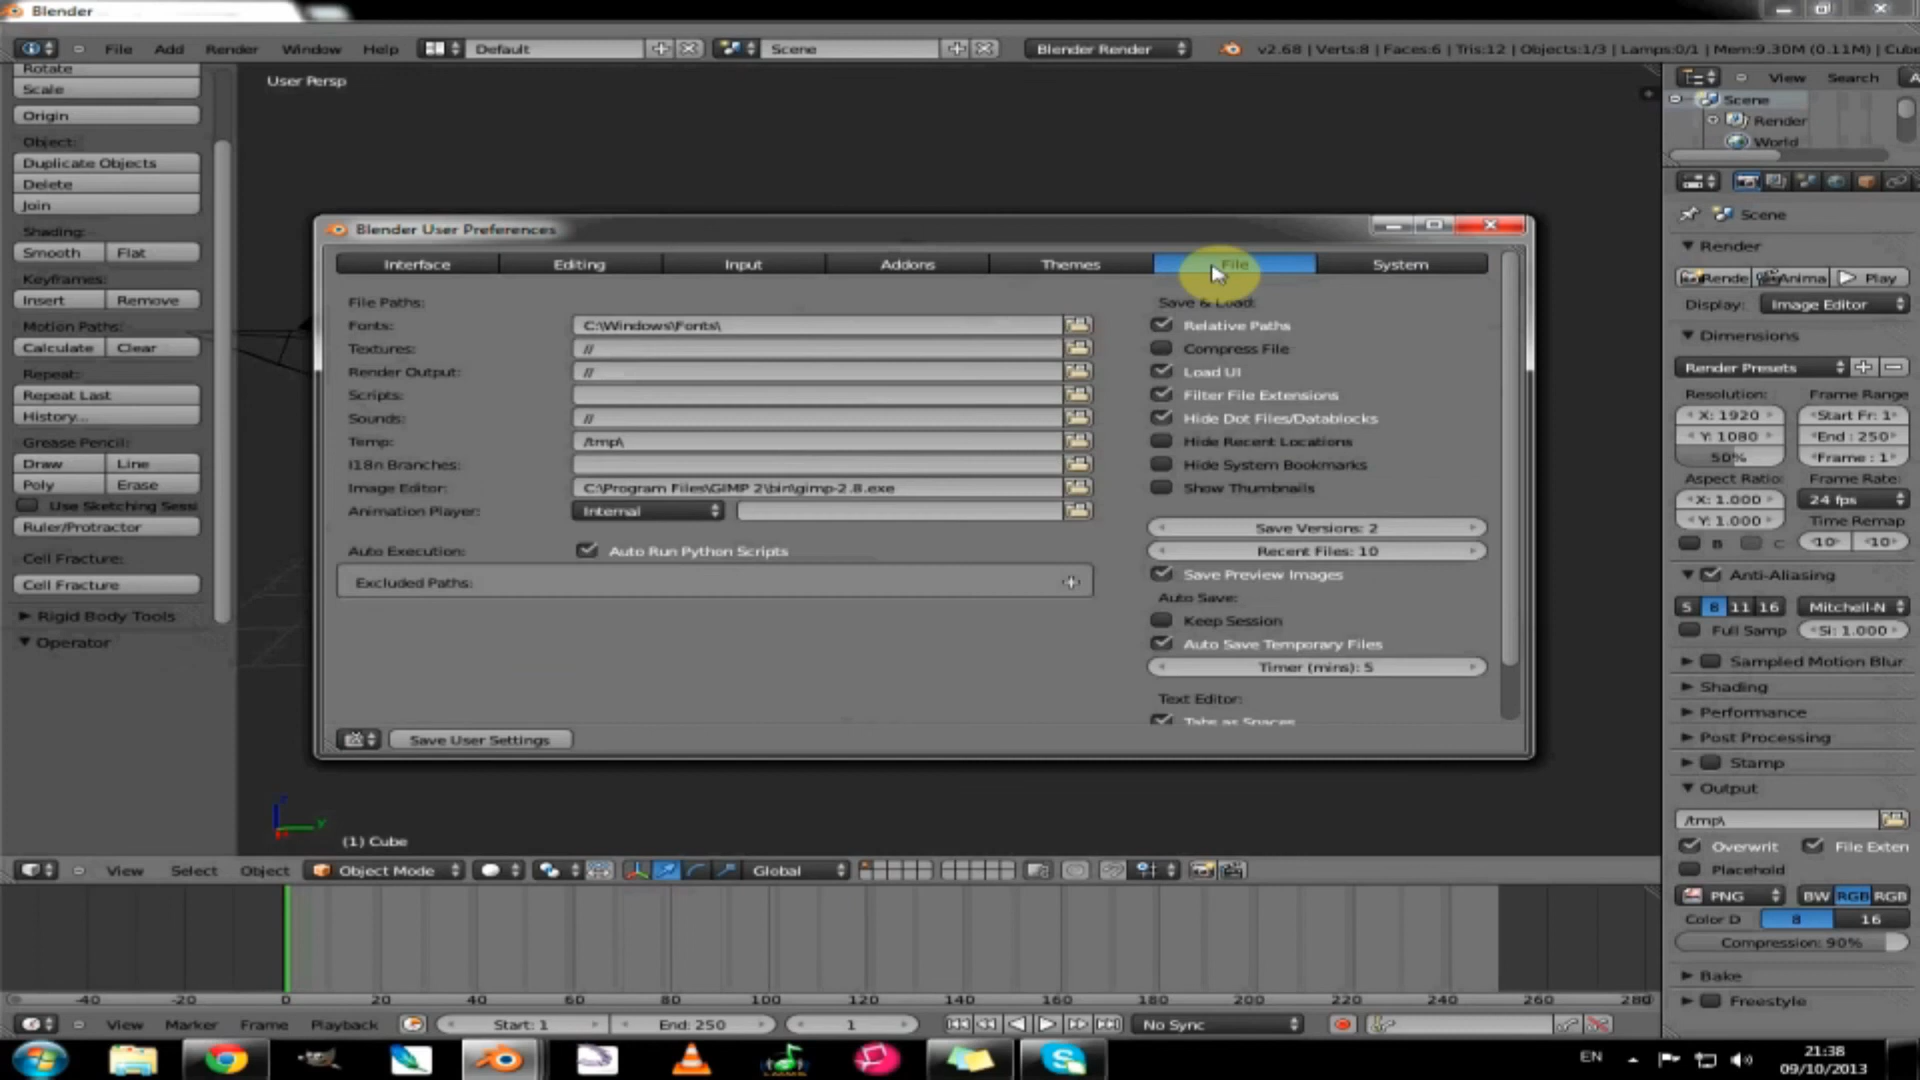 Blender
File Add Render Window Help Default Scene Blender Render v2.68 | Verts:8 | Faces:6 | Tris:12 | Objects:1/3 | Lamps:0/1 | Mem:9.30M (0.11M) | Cube
Rotate
Scale
Origin
Object:
Duplicate Objects
Delete
Join
Shading:
Smooth Flat
Keyframes:
Insert Remove
Motion Paths:
Calculate Clear
Repeat:
Repeat Last
History...
Grease Pencil:
Draw Line
Poly Erase
Use Sketching Sessi
Ruler/Protractor
Cell Fracture:
Cell Fracture
Rigid Body Tools
Operator
User Persp
Blender User Preferences
Interface Editing Input Addons Themes File System
File Paths:
Fonts: C:\Windows\Fonts\
Textures: //
Render Output: //
Scripts:
Sounds: //
Temp: /tmp\
I18n Branches:
Image Editor: C:\Program Files\GIMP 2\bin\gimp-2.8.exe
Animation Player: Internal
Auto Execution: Auto Run Python Scripts
Excluded Paths:
Save & Load:
Relative Paths
Compress File
Load UI
Filter File Extensions
Hide Dot Files/Datablocks
Hide Recent Locations
Hide System Bookmarks
Show Thumbnails
Save Versions: 2
Recent Files: 10
Save Preview Images
Auto Save:
Keep Session
Auto Save Temporary Files
Timer (mins): 5
Text Editor:
Tabs as Spaces
Save User Settings
(1) Cube
View Select Object Object Mode Global
-40 -20 0 20 40 60 80 100 120 140 160 180 200 220 240 260 280
View Marker Frame Playback Start: 1 End: 250 1 No Sync
View Search A
Scene
Render
World
Scene
Render
Rende Anima Play
Display: Image Editor
Dimensions
Render Presets
Resolution: Frame Range
X: 1920 Start Fr: 1
Y: 1080 End : 250
50% Frame : 1
Aspect Ratio: Frame Rate:
X: 1.000 24 fps
Y: 1.000 Time Remap
B C 10 10
Anti-Aliasing
5 8 11 16 Mitchell-N
Full Samp Si: 1.000
Sampled Motion Blur
Shading
Performance
Post Processing
Stamp
Output
/tmp\
Overwrit File Exten
Placehold
PNG BW RGB RGB
Color D 8 16
Compression: 90%
Bake
Freestyle
EN
21:38
09/10/2013